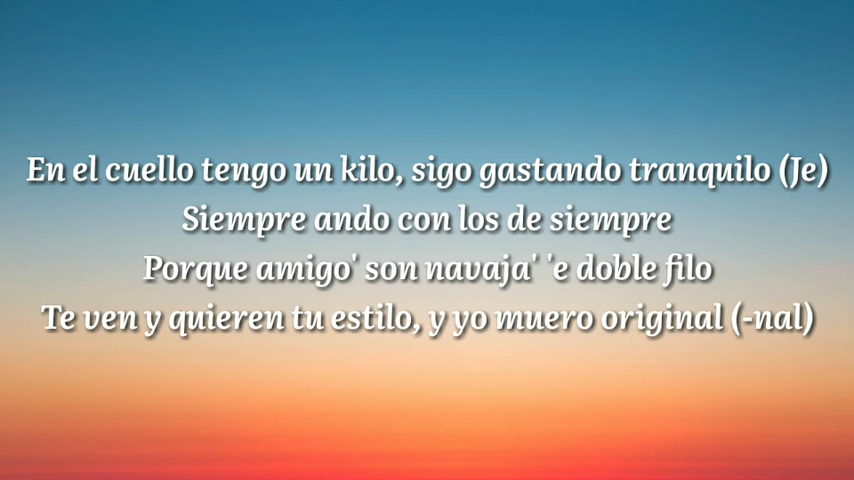 En el cuello tengo un kilo, sigo gastando tranquilo (Je)
Siempre ando con los de siempre
Porque amigo' son navaja' 'e doble filo
Te ven y quieren tu estilo, y yo muero original (-nal)